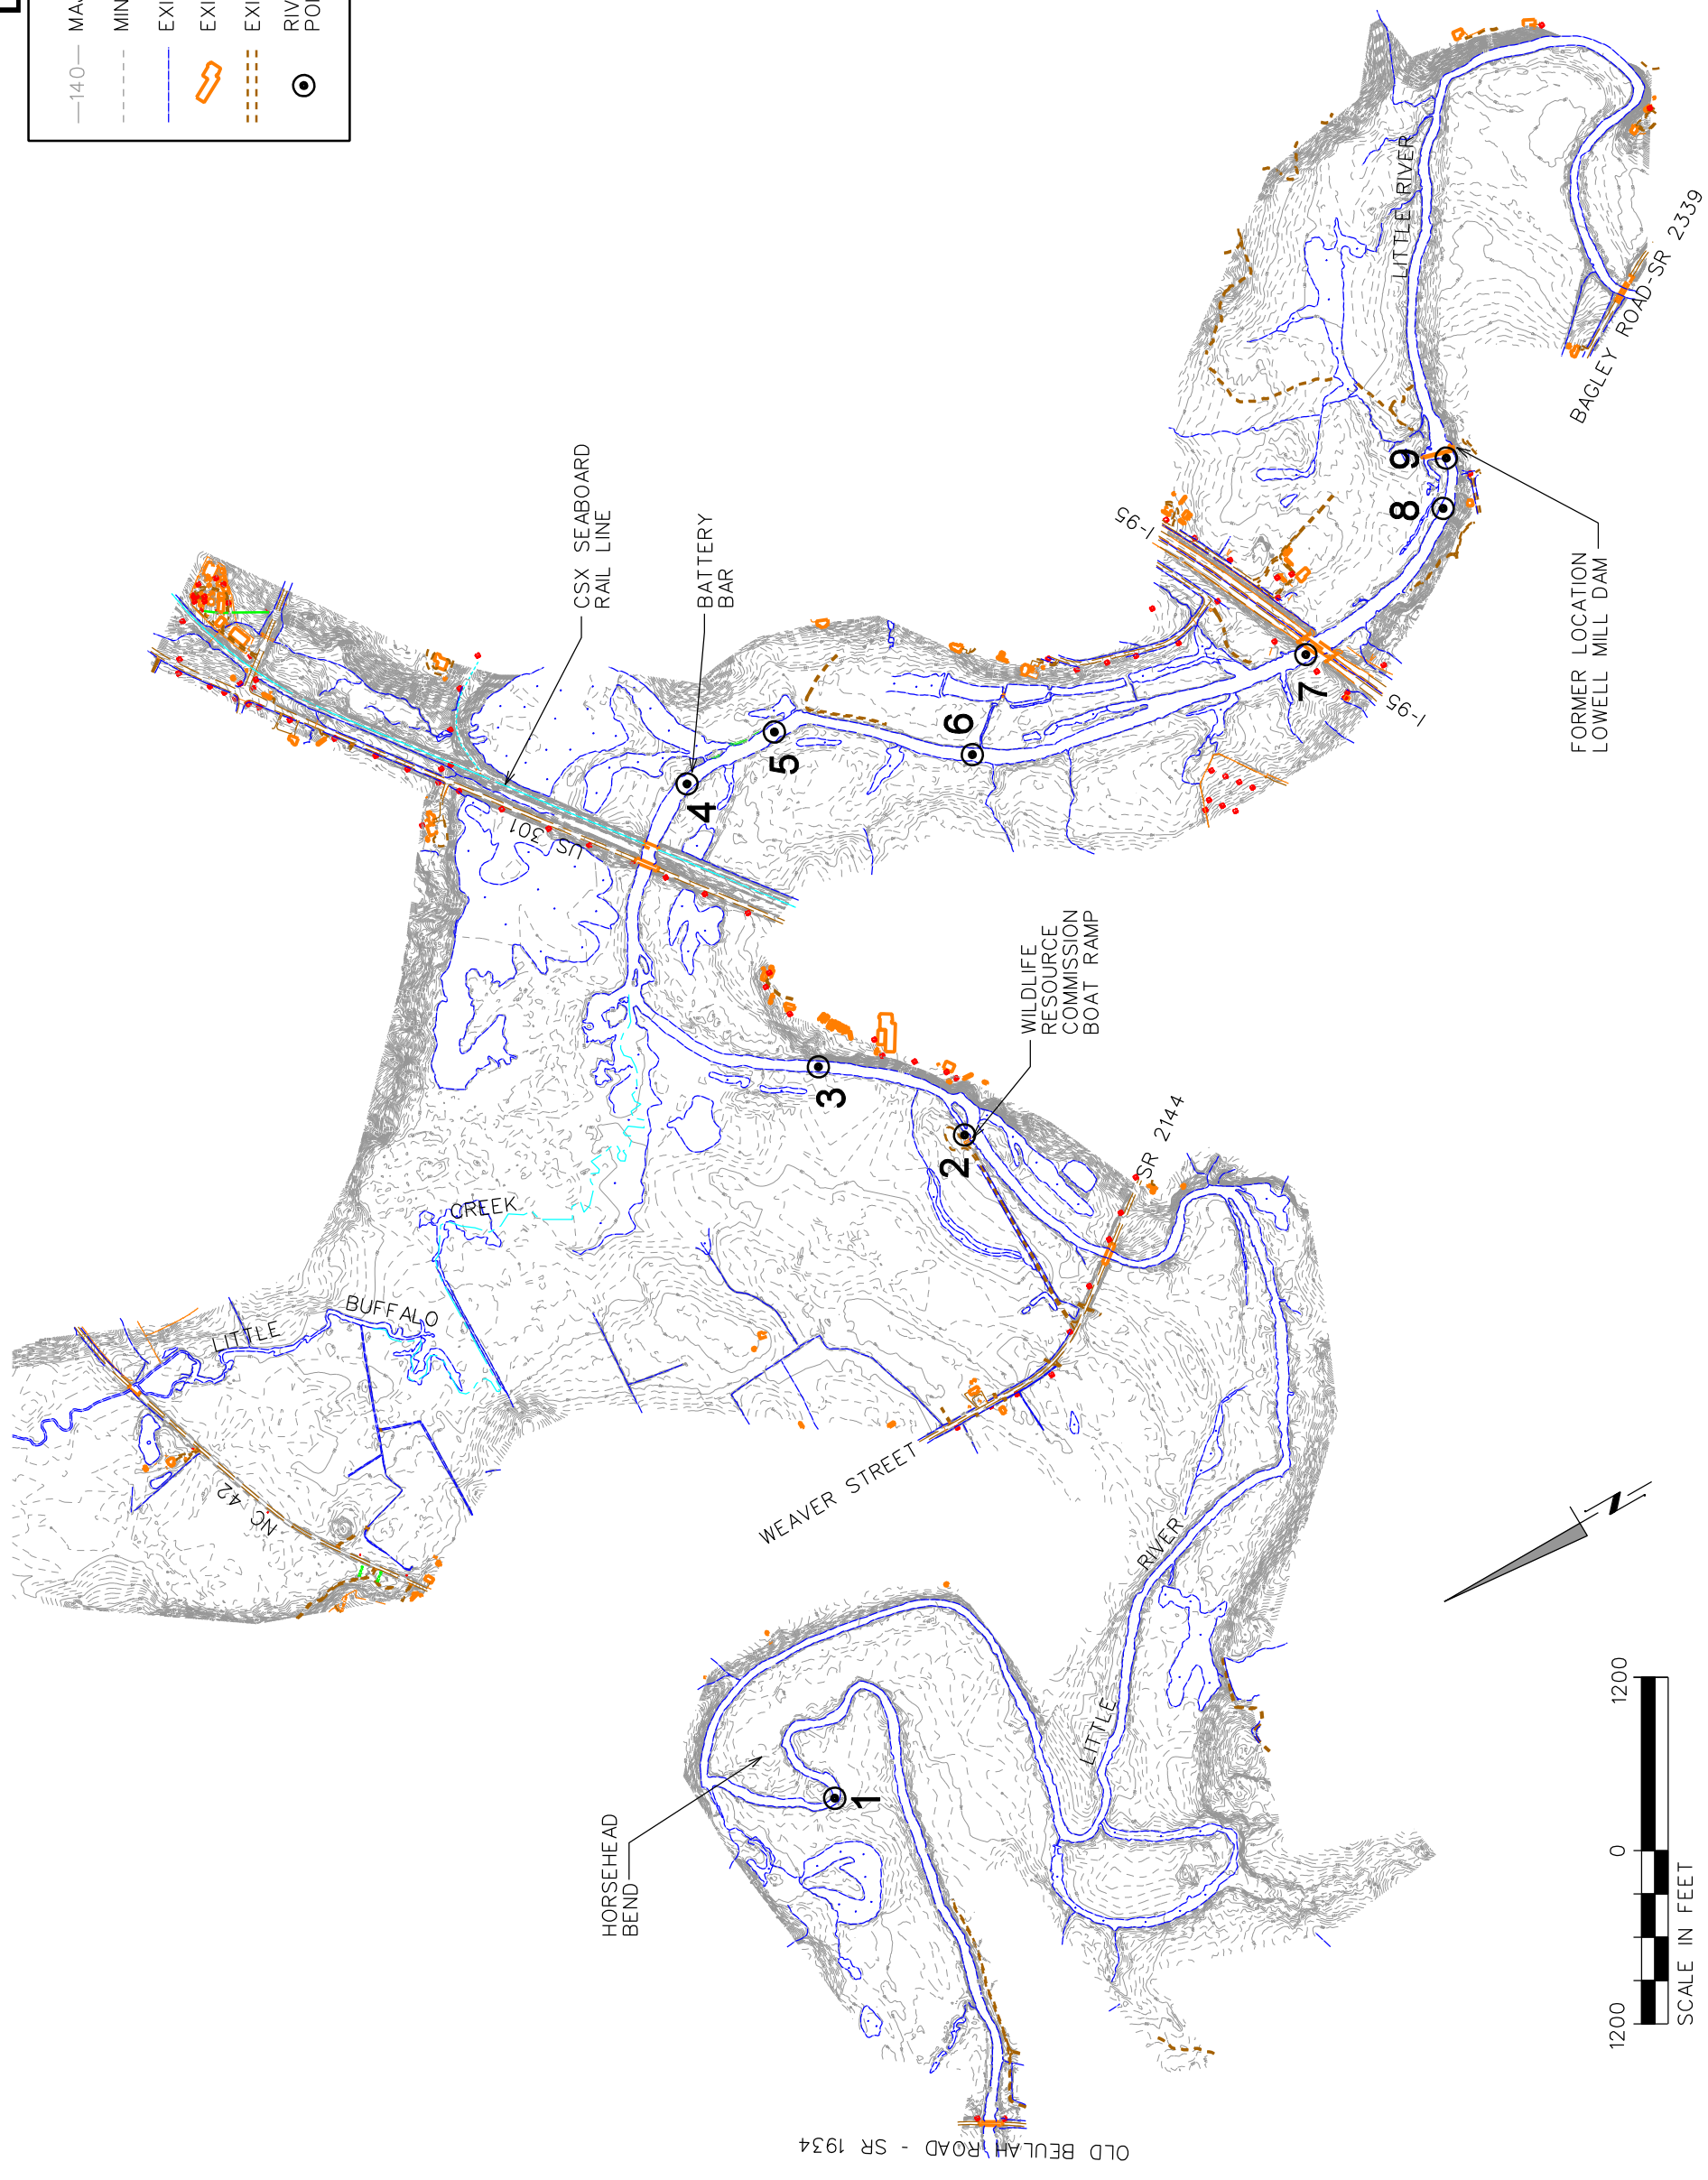 140
CSX SEABOARD
RAIL LINE
BATTERY
BAR
US 301
I-95
I-95
LITTLE RIVER
BAGLEY ROAD-SR 2339
FORMER LOCATION
LOWELL MILL DAM
WILDLIFE
RESOURCE
COMMISSION
BOAT RAMP
SR 2144
WEAVER STREET
LITTLE
BUFFALO
CREEK
NC 42
HORSEHEAD
BEND
LITTLE
RIVER
OLD BEULAH ROAD - SR 1934
1
2
3
4
5
6
7
8
9
N
1200
0
1200
SCALE IN FEET